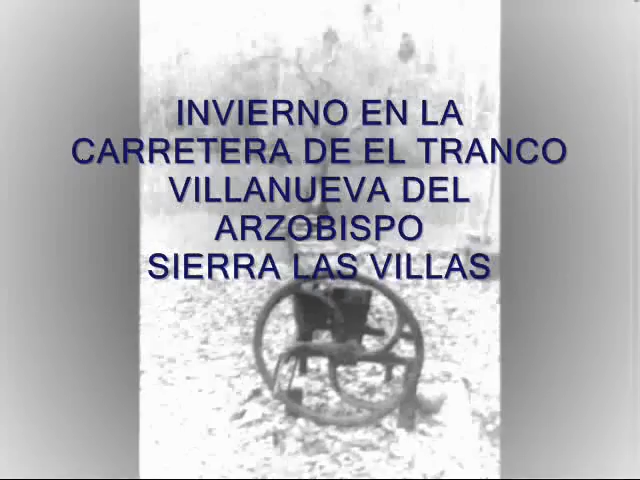 INVIERNO EN LA
CARRETERA DE EL TRANCO
VILLANUEVA DEL
ARZOBISPO
SIERRA LAS VILLAS